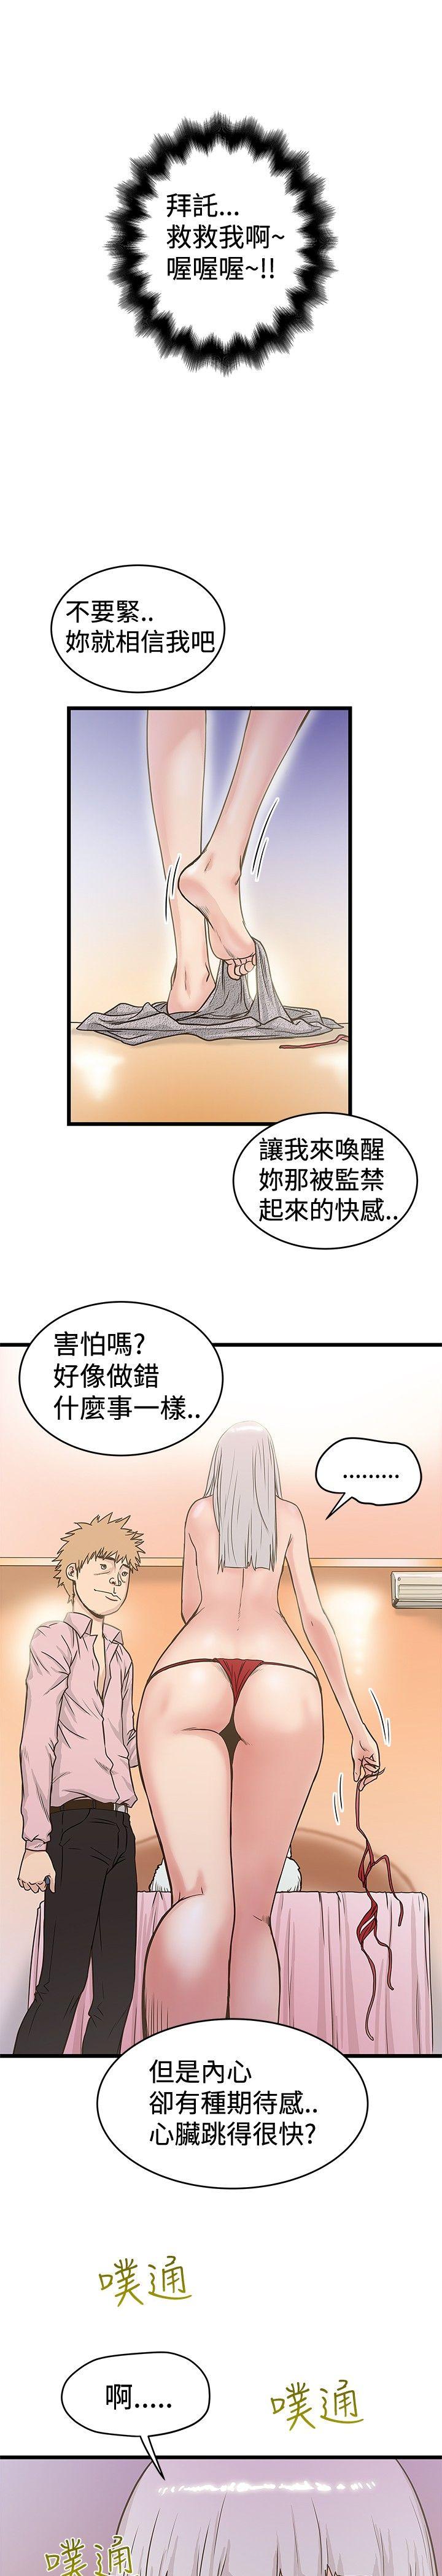 拜託...
救救我啊~
喔喔喔~!!
不要緊..
妳就相信我吧
讓我來喚醒
妳那被監禁
起來的快感..
害怕嗎?
好像做錯
什麼事一樣..
.........
但是內心
卻有種期待感..
心臟跳得很快?
噗通
啊.....
噗通
噗通